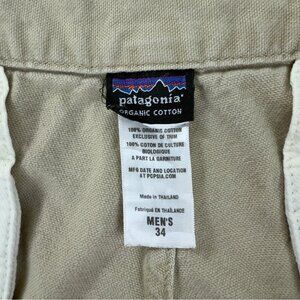 patagonia®
ORGANIC COTTON
100% ORGANIC COTTON
EXCLUSIVE OF TRIM
100% COTON DE CULTURE
BIOLOGIQUE
A PART LA GARNITURE
MFG DATE AND LOCATION
AT PCPSIA.COM
Made in THAILAND
Fabriqué EN THAÏLANDE
MEN'S
34